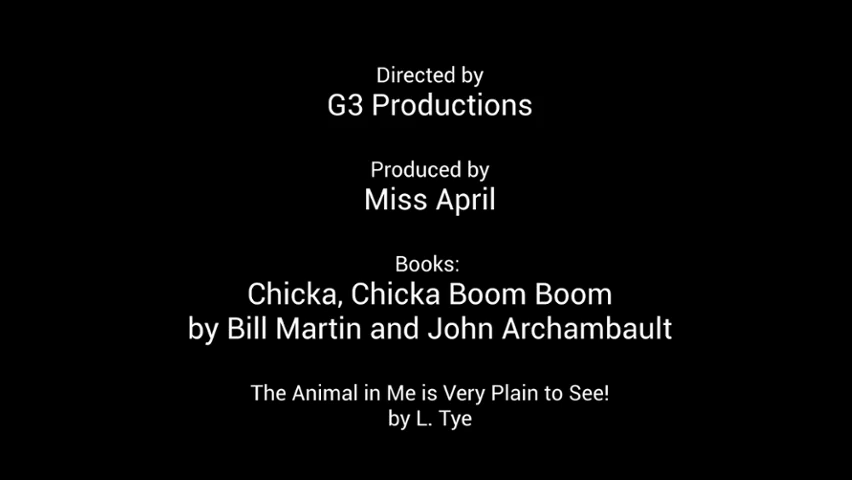 Directed by
G3 Productions
Produced by
Miss April
Books:
Chicka, Chicka Boom Boom
by Bill Martin and John Archambault
The Animal in Me is Very Plain to See!
by L. Tye